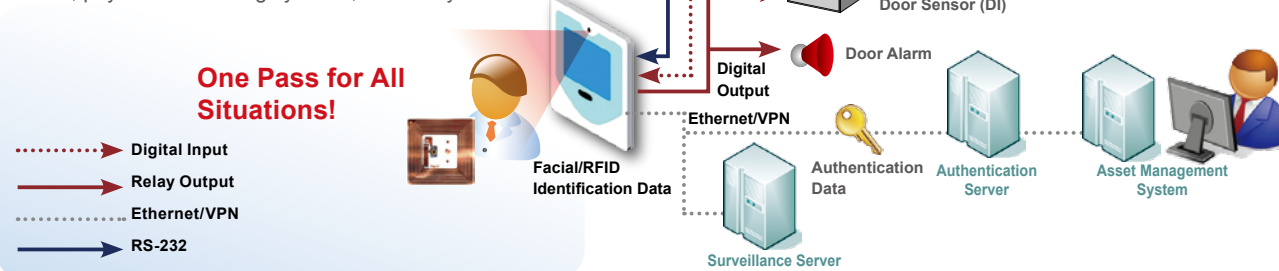 Door Sensor (DI)
One Pass for All
Situations!
Digital
Output
Door Alarm
Ethernet/VPN
Digital Input
Relay Output
Ethernet/VPN
RS-232
Facial/RFID
Identification Data
Authentication
Data
Authentication
Server
Asset Management
System
Surveillance Server